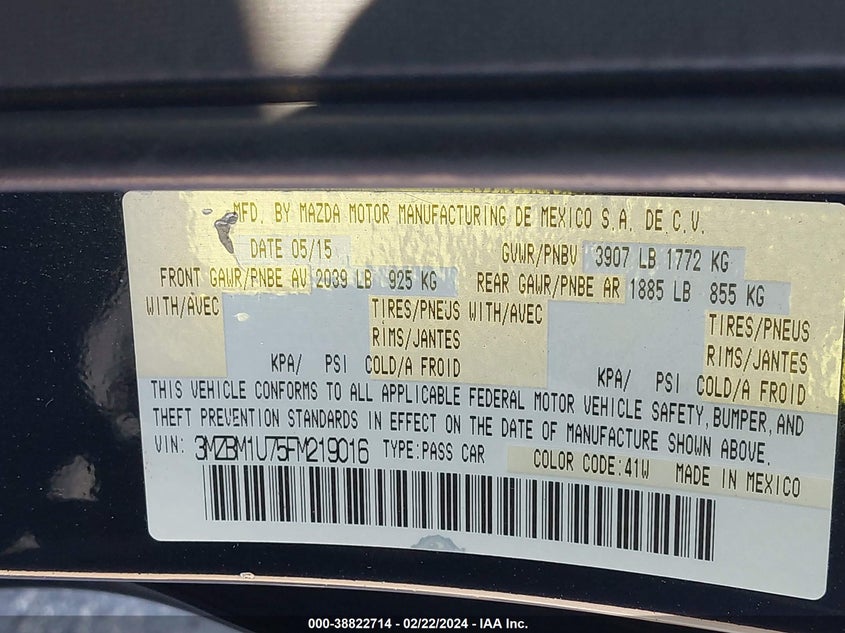 MFD. BY MAZDA MOTOR MANUFACTURING DE MEXICO S.A. DE C.V.
DATE 05/15 GVWR/PNBV 3907 LB 1772 KG
FRONT GAWR/PNBE AV 2039 LB 925 KG REAR GAWR/PNBE AR 1885 LB 855 KG
WITH/AVEC TIRES/PNEUS WITH/AVEC TIRES/PNEUS
RIMS/JANTES RIMS/JANTES
KPA/ PSI COLD/A FROID KPA/ PSI COLD/A FROID
THIS VEHICLE CONFORMS TO ALL APPLICABLE FEDERAL MOTOR VEHICLE SAFETY, BUMPER, AND
THEFT PREVENTION STANDARDS IN EFFECT ON THE DATE OF MANUFACTURE SHOWN ABOVE.
VIN: 3MZBM1U75FM219016 TYPE:PASS CAR COLOR CODE:41W MADE IN MEXICO
000-38822714 - 02/22/2024 - IAA Inc.